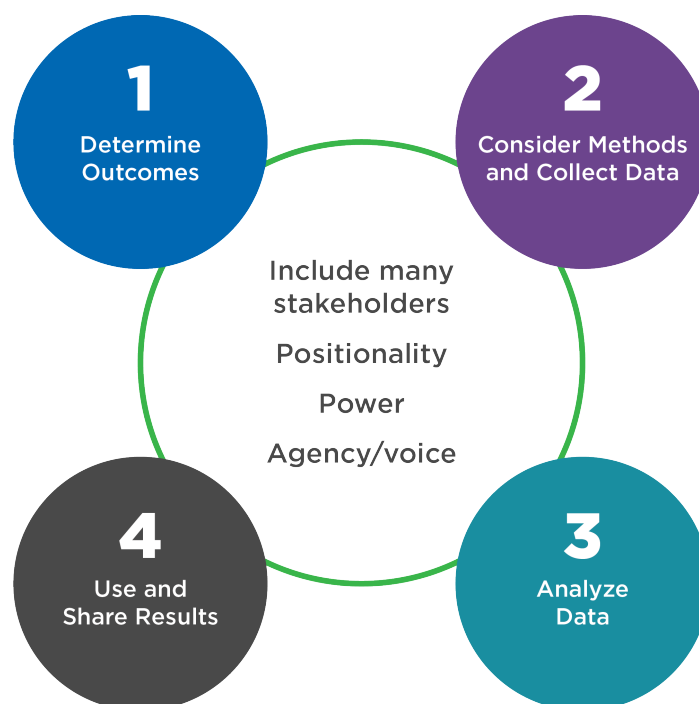 1
Determine
Outcomes
2
Consider Methods
and Collect Data
Include many
stakeholders
Positionality
Power
Agency/voice
4
Use and
Share Results
3
Analyze
Data